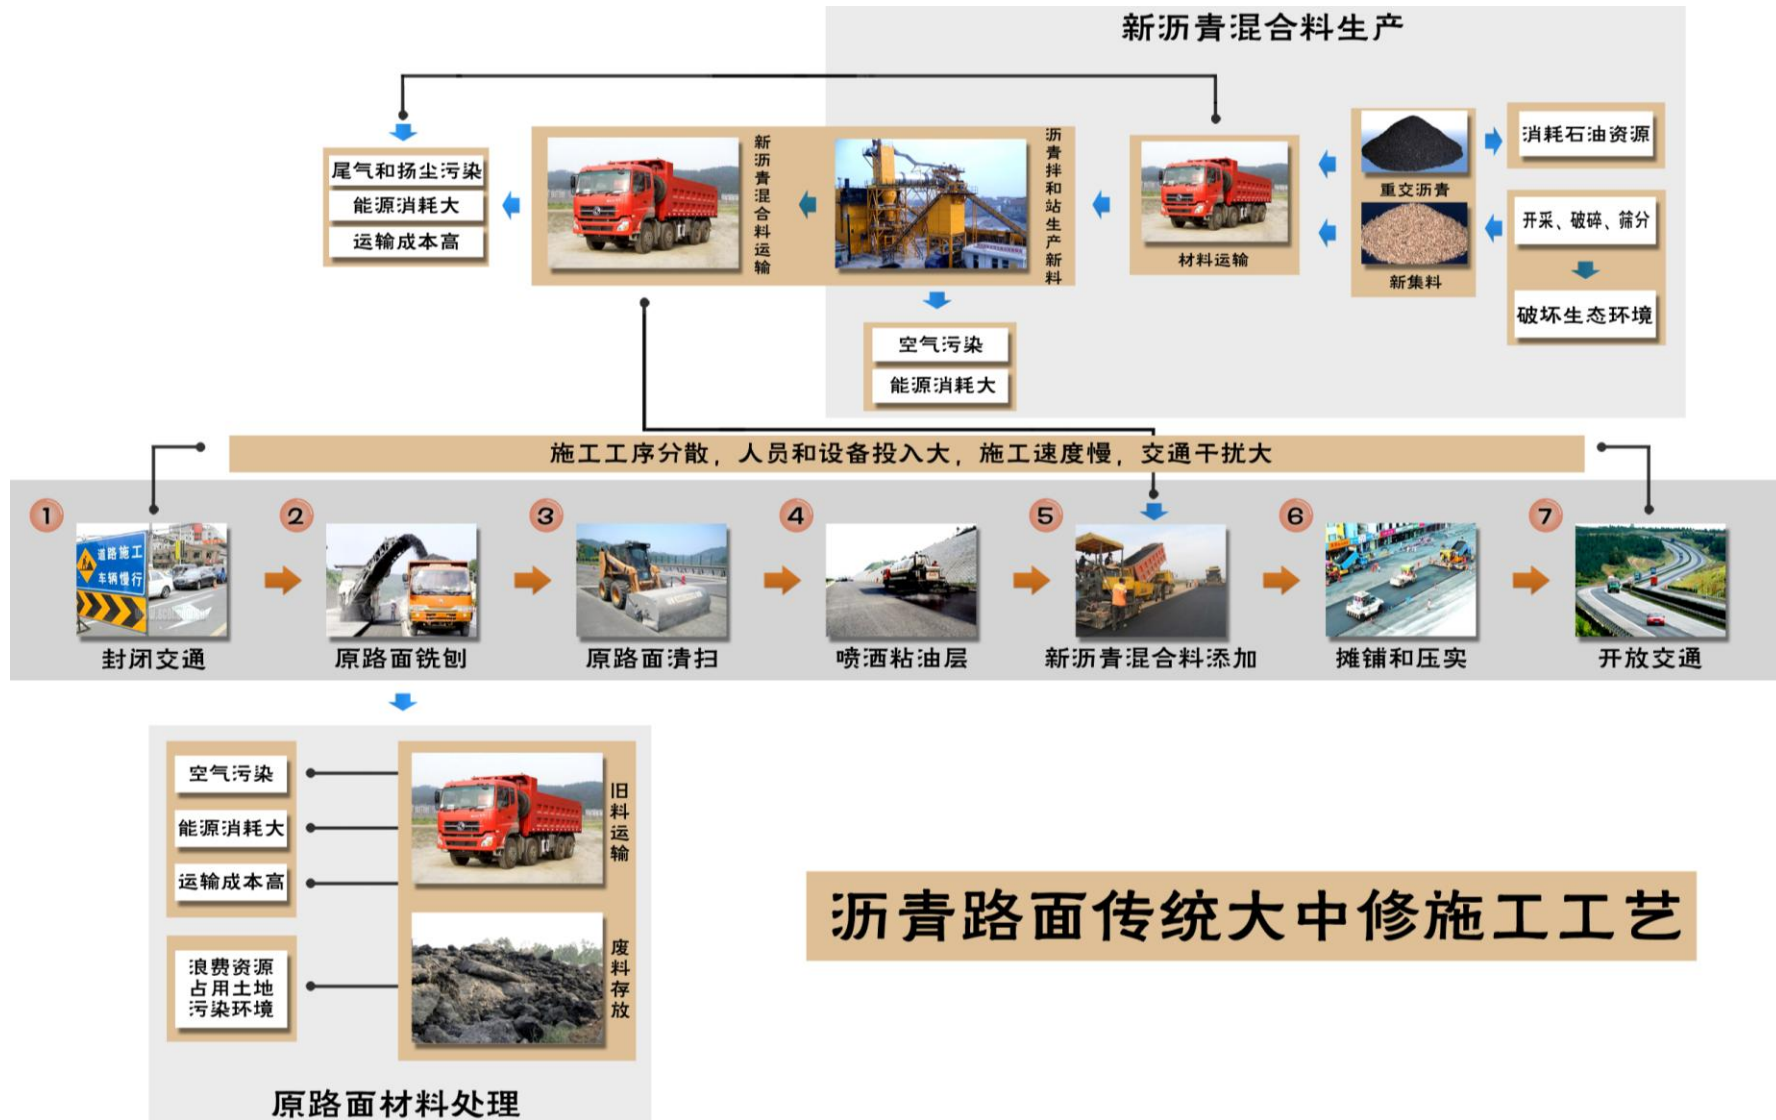 新沥青混合料生产
尾气和扬尘污染
能源消耗大
运输成本高
新沥青混合料运输
沥青拌和站生产新料
材料运输
重交沥青
新集料
消耗石油资源
开采、破碎、筛分
破坏生态环境
空气污染
能源消耗大
施工工序分散，人员和设备投入大，施工速度慢，交通干扰大
1
道路施工
车辆慢行
封闭交通
2
原路面铣刨
3
原路面清扫
4
喷洒粘油层
5
新沥青混合料添加
6
摊铺和压实
7
开放交通
空气污染
能源消耗大
运输成本高
旧料运输
浪费资源
占用土地
污染环境
废料存放
原路面材料处理
沥青路面传统大中修施工工艺